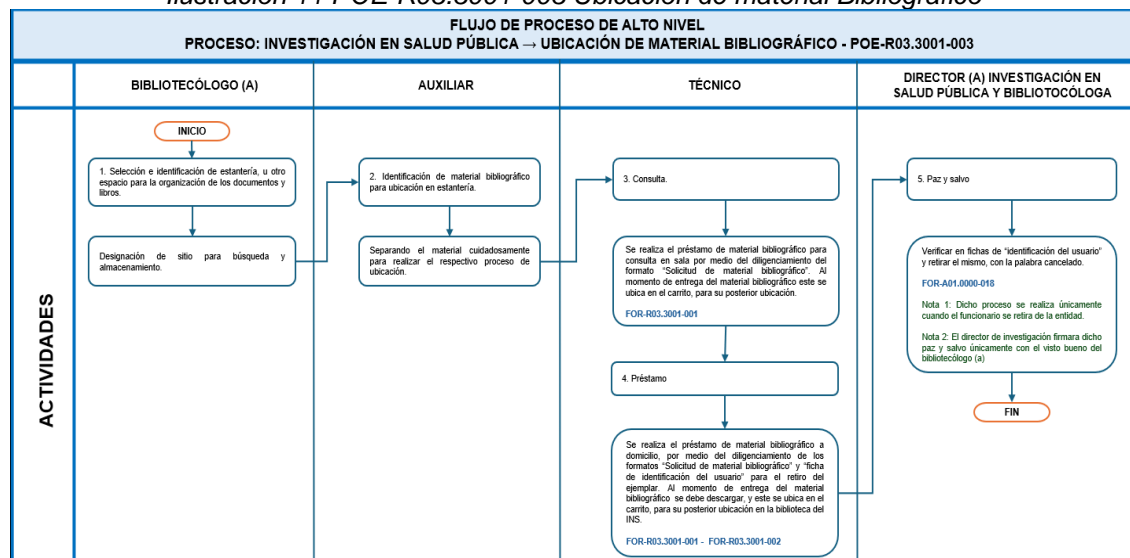 POE-R03.3001-003 Ubicación de material Bibliográfico
FLUJO DE PROCESO DE ALTO NIVEL
PROCESO: INVESTIGACIÓN EN SALUD PÚBLICA → UBICACIÓN DE MATERIAL BIBLIOGRÁFICO - POE-R03.3001-003
BIBLIOTECÓLOGO (A)
AUXILIAR
TÉCNICO
DIRECTOR (A) INVESTIGACIÓN EN
SALUD PÚBLICA Y BIBLIOTOCÓLOGA
ACTIVIDADES
INICIO
1. Selección e identificación de estantería, u otro
espacio para la organización de los documentos y
libros.
Designación de sitio para búsqueda y
almacenamiento.
2. Identificación de material bibliográfico
para ubicación en estantería.
Separando el material cuidadosamente
para realizar el respectivo proceso de
ubicación.
3. Consulta.
Se realiza el préstamo de material bibliográfico para
consulta en sala por medio del diligenciamiento del
formato “Solicitud de material bibliográfico”. Al
momento de entrega del material bibliográfico este se
ubica en el carrito, para su posterior ubicación.
FOR-R03.3001-001
4. Préstamo
Se realiza el préstamo de material bibliográfico a
domicilio, por medio del diligenciamiento de los
formatos “Solicitud de material bibliográfico” y “ficha
de identificación del usuario” para el retiro del
ejemplar. Al momento de entrega del material
bibliográfico se debe descargar, y este se ubica en el
carrito, para su posterior ubicación en la biblioteca del
INS.
FOR-R03.3001-001 - FOR-R03.3001-002
5. Paz y salvo
Verificar en fichas de “identificación del usuario”
y retirar el mismo, con la palabra cancelado.
FOR-A01.0000-018
Nota 1: Dicho proceso se realiza únicamente
cuando el funcionario se retira de la entidad.
Nota 2: El director de investigación firmara dicho
paz y salvo únicamente con el visto bueno del
bibliotecólogo (a)
FIN